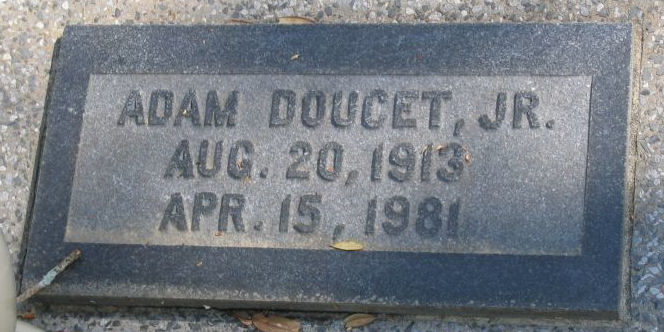 ADAM DOUCET, JR.
AUG. 20, 1913
APR. 15, 1981